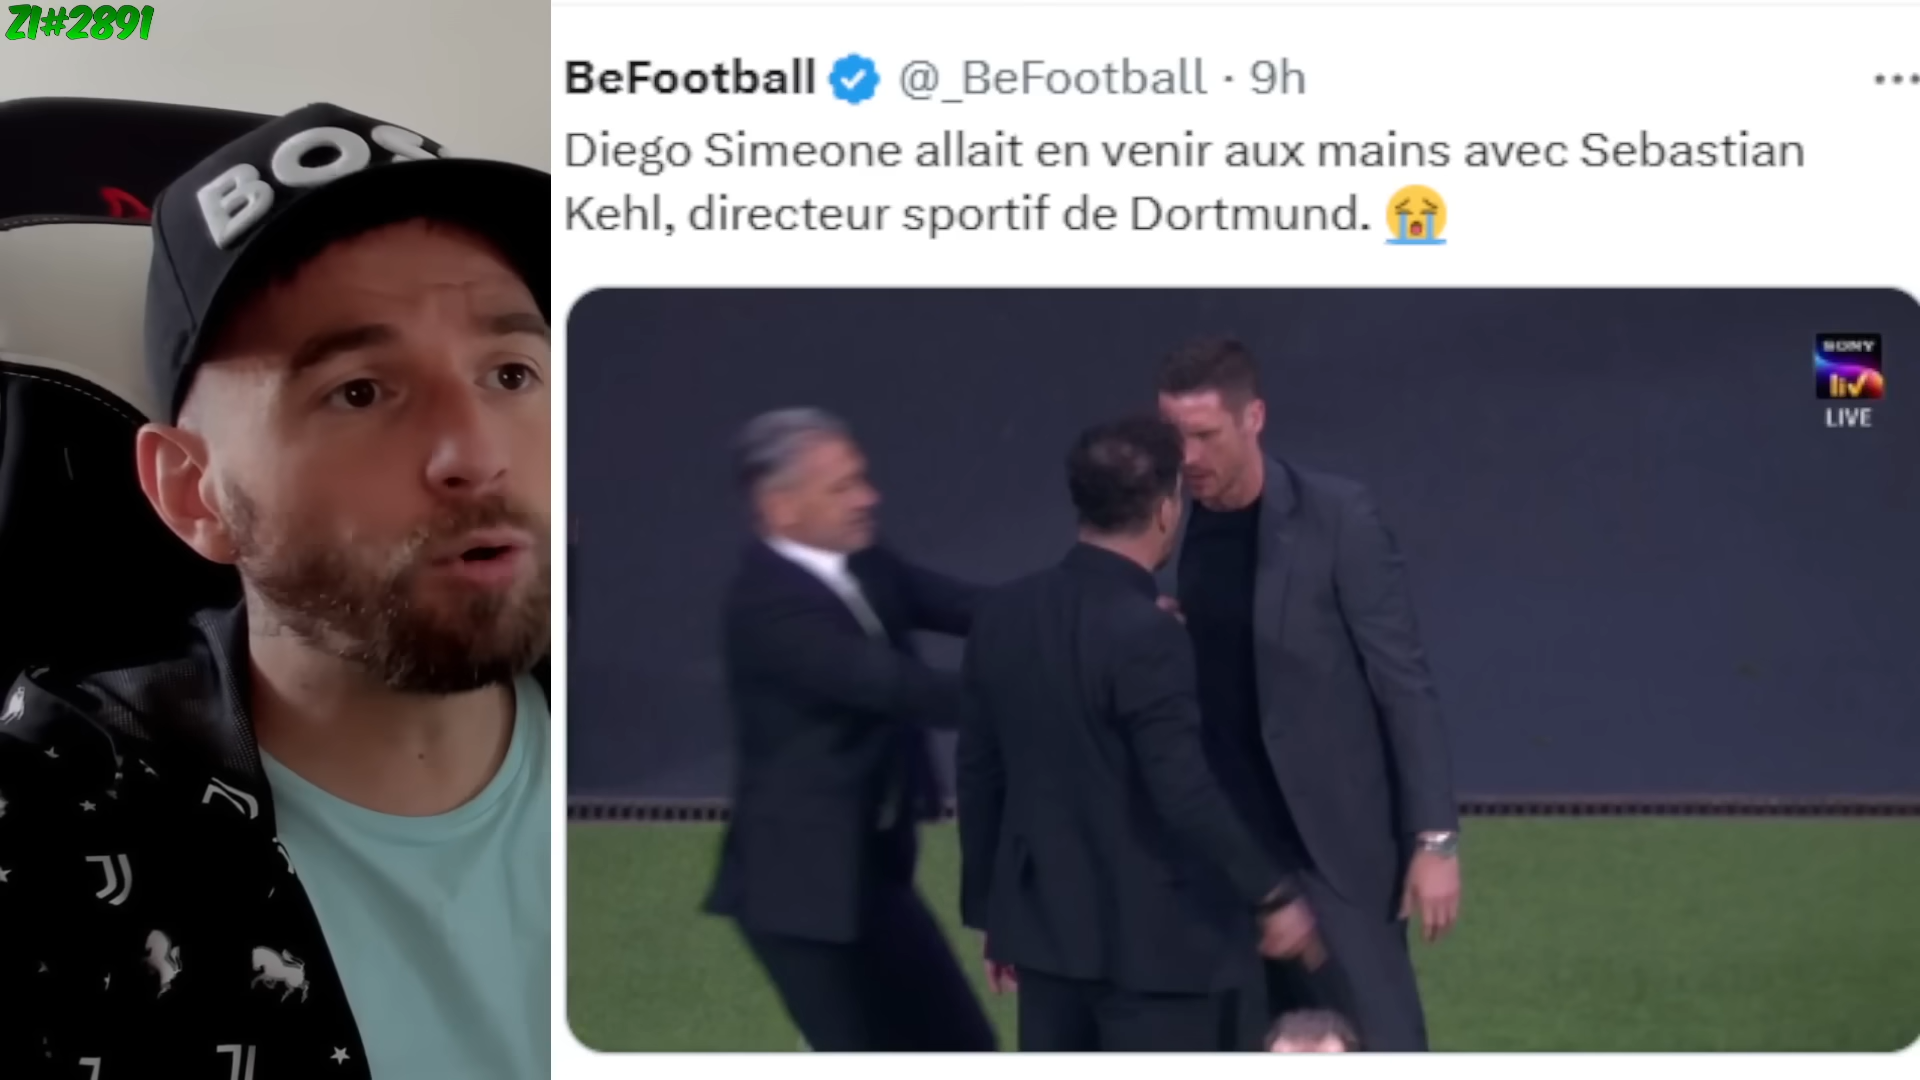 ZI#2891
BeFootball @_BeFootball · 9h
Diego Simeone allait en venir aux mains avec Sebastian
Kehl, directeur sportif de Dortmund. 😭
SONY
liv
LIVE
BOS